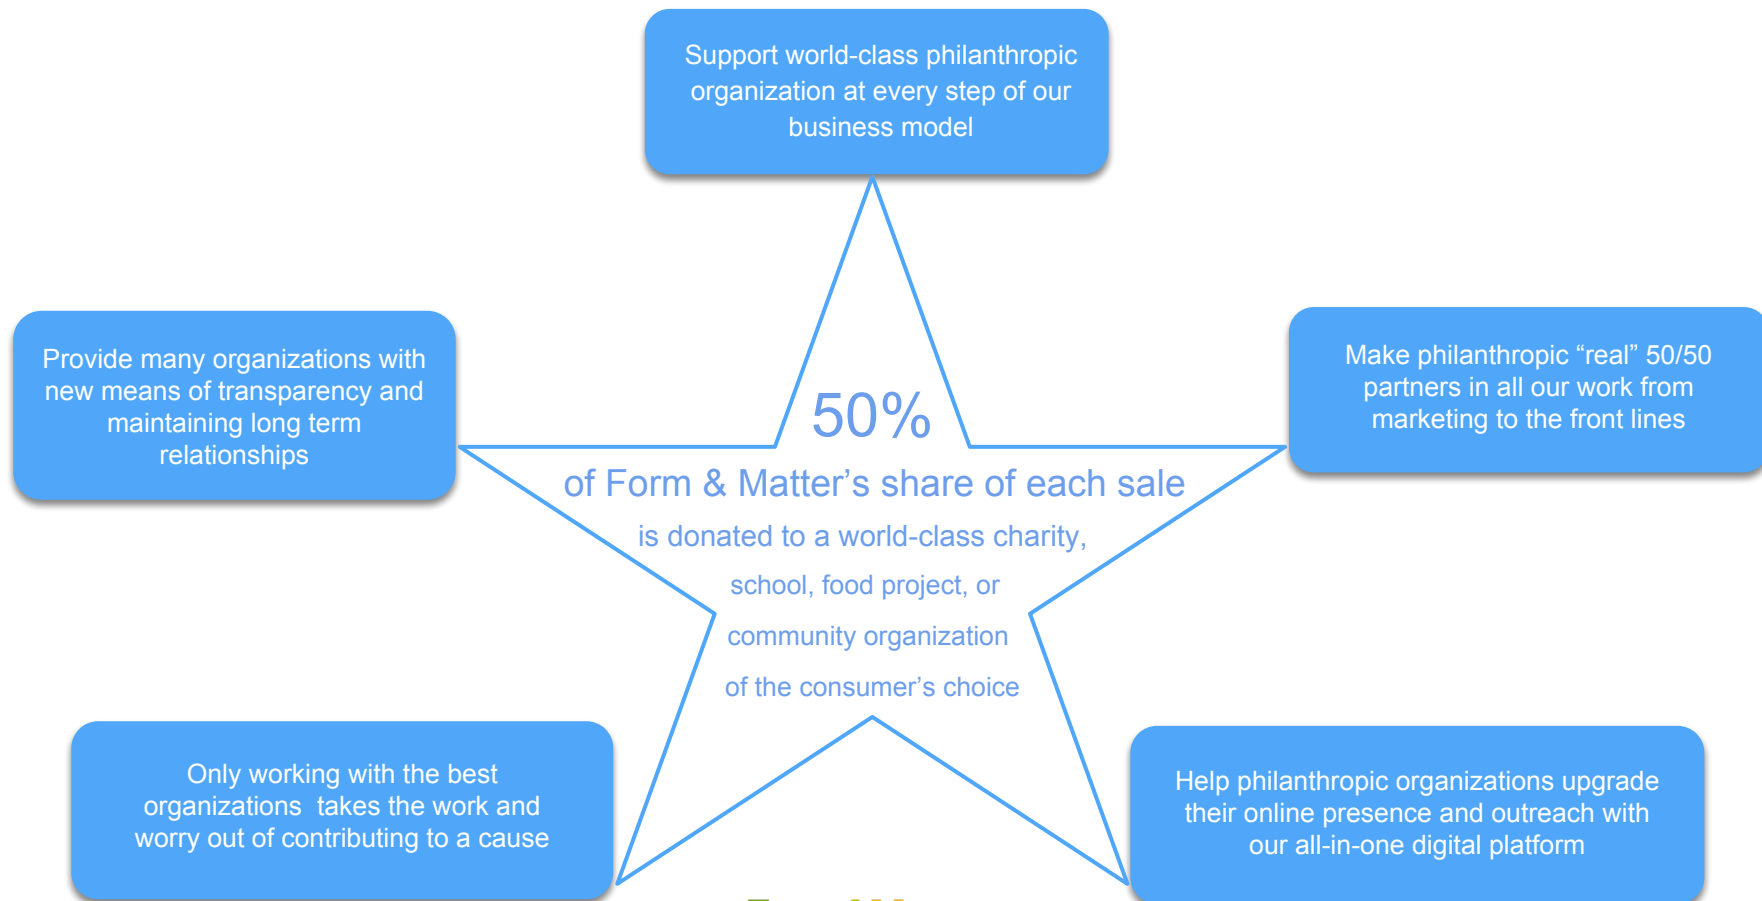 Support world-class philanthropic
organization at every step of our
business model
Provide many organizations with
new means of transparency and
maintaining long term
relationships
Make philanthropic “real” 50/50
partners in all our work from
marketing to the front lines
50%
of Form & Matter’s share of each sale
is donated to a world-class charity,
school, food project, or
community organization
of the consumer’s choice
Only working with the best
organizations  takes the work and
worry out of contributing to a cause
Help philanthropic organizations upgrade
their online presence and outreach with
our all-in-one digital platform